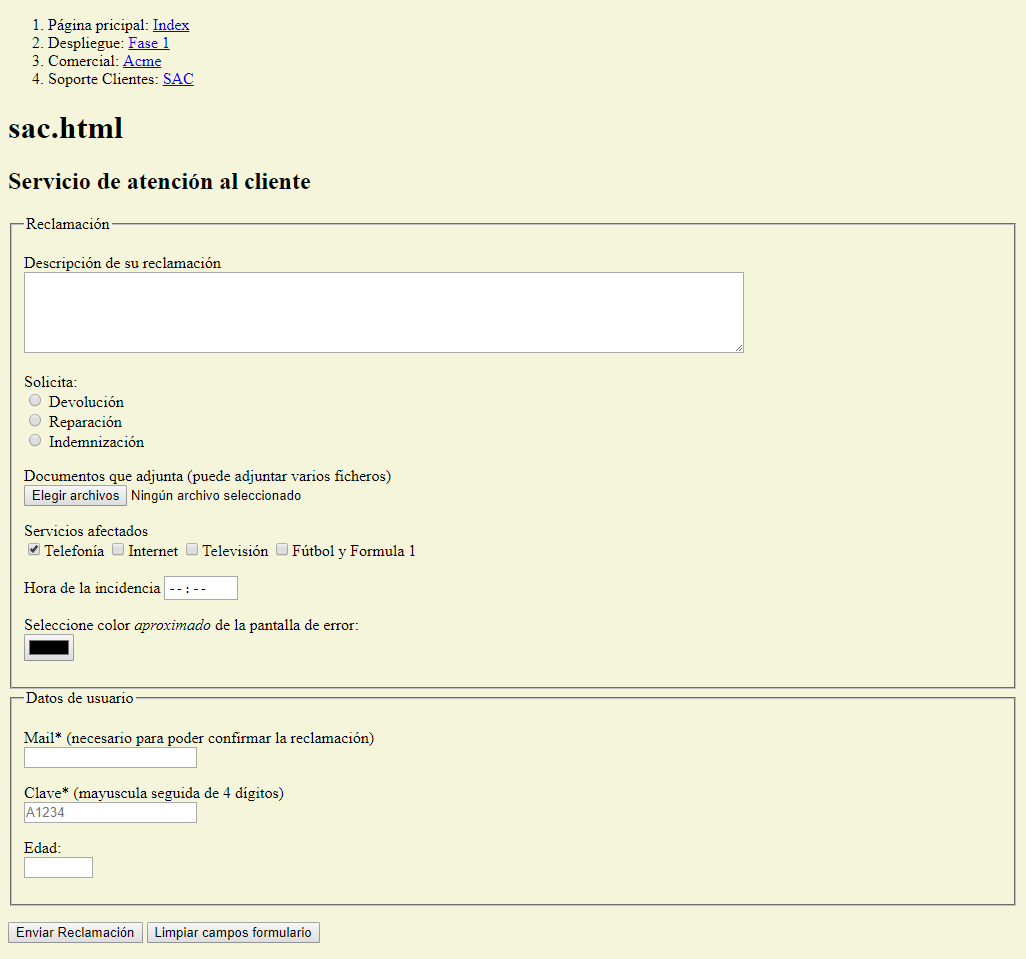 1. Página pricipal: Index
2. Despliegue: Fase 1
3. Comercial: Acme
4. Soporte Clientes: SAC
sac.html
Servicio de atención al cliente
Reclamación
Descripción de su reclamación
Solicita:
Devolución
Reparación
Indemnización
Documentos que adjunta (puede adjuntar varios ficheros)
Elegir archivos Ningún archivo seleccionado
Servicios afectados
Telefonía Internet Televisión Fútbol y Formula 1
Hora de la incidencia --:--
Seleccione color aproximado de la pantalla de error:
Datos de usuario
Mail* (necesario para poder confirmar la reclamación)
Clave* (mayuscula seguida de 4 dígitos)
A1234
Edad:
Enviar Reclamación Limpiar campos formulario